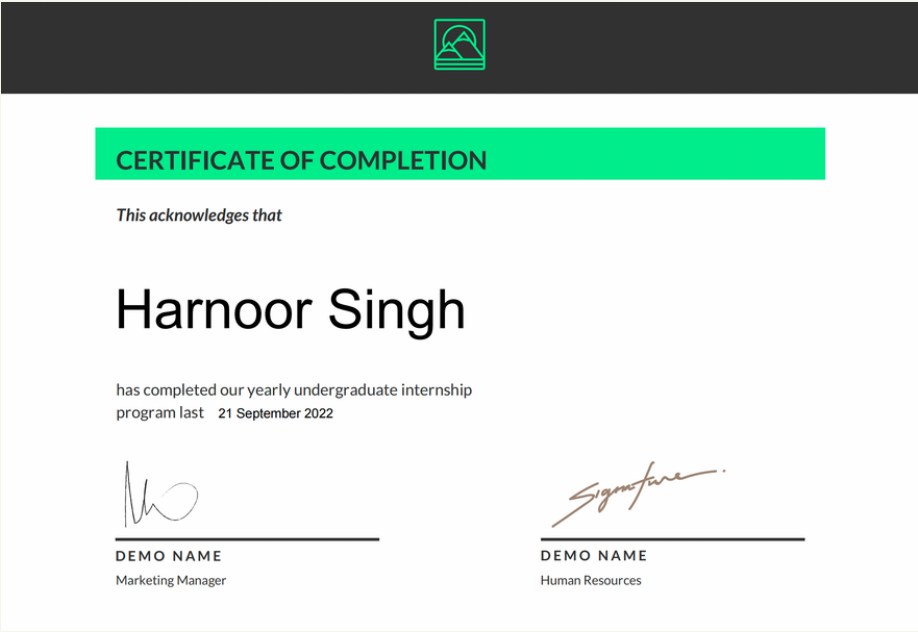 CERTIFICATE OF COMPLETION
This acknowledges that
Harnoor Singh
has completed our yearly undergraduate internship
program last 21 September 2022
Signature
DEMO NAME
DEMO NAME
Marketing Manager
Human Resources